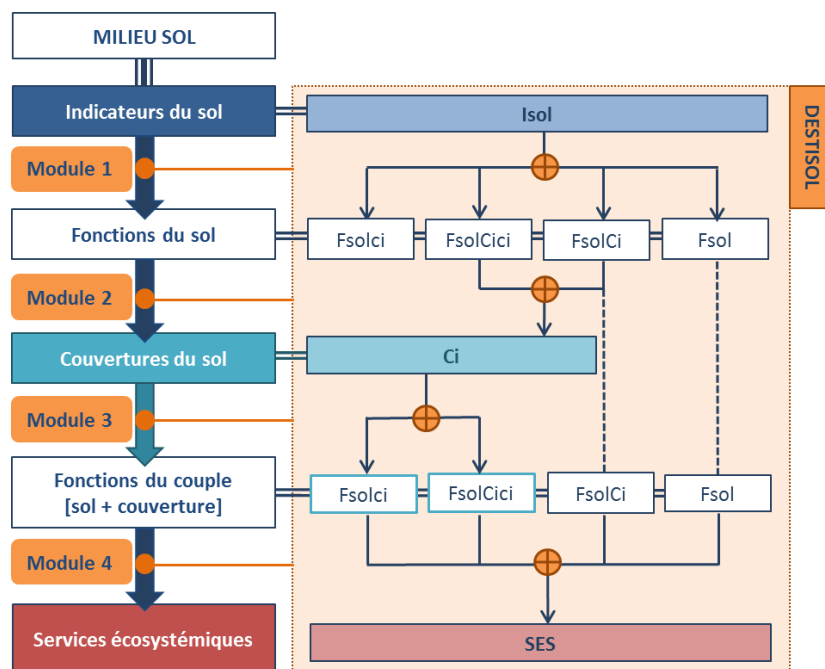 MILIEU SOL
Indicateurs du sol
Isol
DESTISOL
Module 1
Fonctions du sol
Fsolci
FsolCici
FsolCi
Fsol
Module 2
Couvertures du sol
Ci
Module 3
Fonctions du couple
[sol + couverture]
Fsolci
FsolCici
FsolCi
Fsol
Module 4
Services écosystémiques
SES